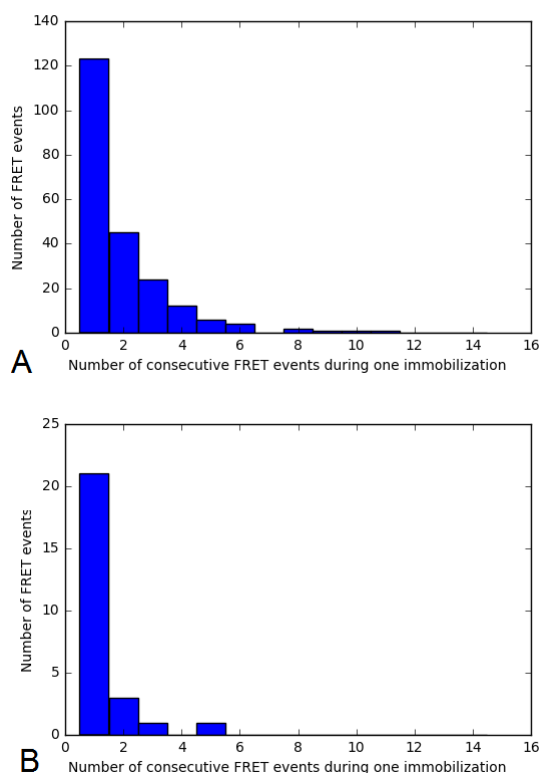 140
120
100
80
60
40
20
0
Number of FRET events
0 2 4 6 8 10 12 14 16
A Number of consecutive FRET events during one immobilization
25
20
15
10
5
0
Number of FRET events
0 2 4 6 8 10 12 14 16
B Number of consecutive FRET events during one immobilization